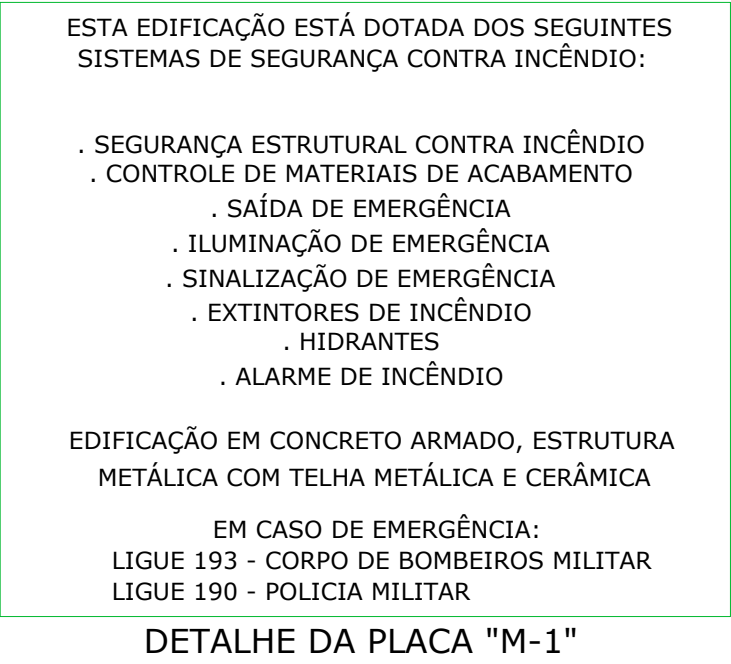 ESTA EDIFICAÇÃO ESTÁ DOTADA DOS SEGUINTES
SISTEMAS DE SEGURANÇA CONTRA INCÊNDIO:
. SEGURANÇA ESTRUTURAL CONTRA INCÊNDIO
. CONTROLE DE MATERIAIS DE ACABAMENTO
. SAÍDA DE EMERGÊNCIA
. ILUMINAÇÃO DE EMERGÊNCIA
. SINALIZAÇÃO DE EMERGÊNCIA
. EXTINTORES DE INCÊNDIO
. HIDRANTES
. ALARME DE INCÊNDIO
EDIFICAÇÃO EM CONCRETO ARMADO, ESTRUTURA
METÁLICA COM TELHA METÁLICA E CERÂMICA
EM CASO DE EMERGÊNCIA:
LIGUE 193 - CORPO DE BOMBEIROS MILITAR
LIGUE 190 - POLICIA MILITAR
DETALHE DA PLACA "M-1"